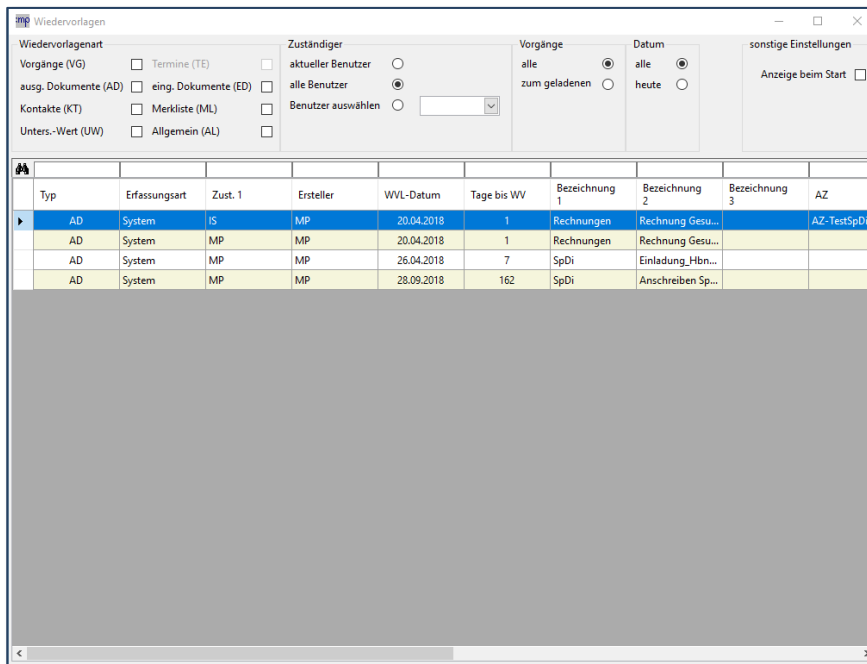 mp Wiedervorlagen
Wiedervorlagenart Zuständiger Vorgänge Datum sonstige Einstellungen
Vorgänge (VG) Termine (TE) aktueller Benutzer alle alle Anzeige beim Start
ausg. Dokumente (AD) eing. Dokumente (ED) alle Benutzer zum geladenen heute
Kontakte (KT) Merkliste (ML) Benutzer auswählen
Unters.-Wert (UW) Allgemein (AL)
Typ Erfassungsart Zust. 1 Ersteller WVL-Datum Tage bis WV Bezeichnung 1 Bezeichnung 2 Bezeichnung 3 AZ
AD System IS MP 20.04.2018 1 Rechnungen Rechnung Gesu... AZ-TestSpDi
AD System MP MP 20.04.2018 1 Rechnungen Rechnung Gesu...
AD System MP MP 26.04.2018 7 SpDi Einladung_Hbn...
AD System MP MP 28.09.2018 162 SpDi Anschreiben Sp...